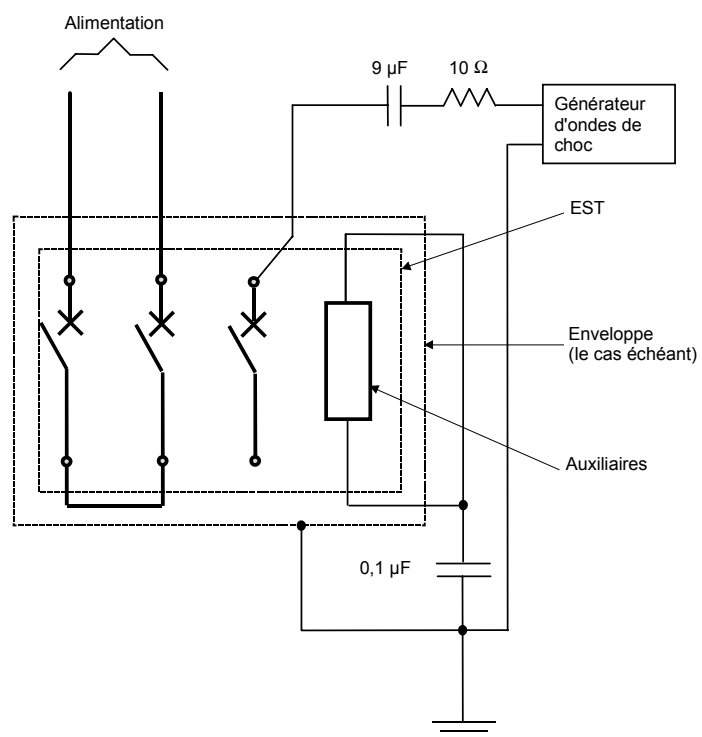 Alimentation
9 µF
10 Ω
Générateur
d'ondes de
choc
EST
Enveloppe
(le cas échéant)
Auxiliaires
0,1 µF